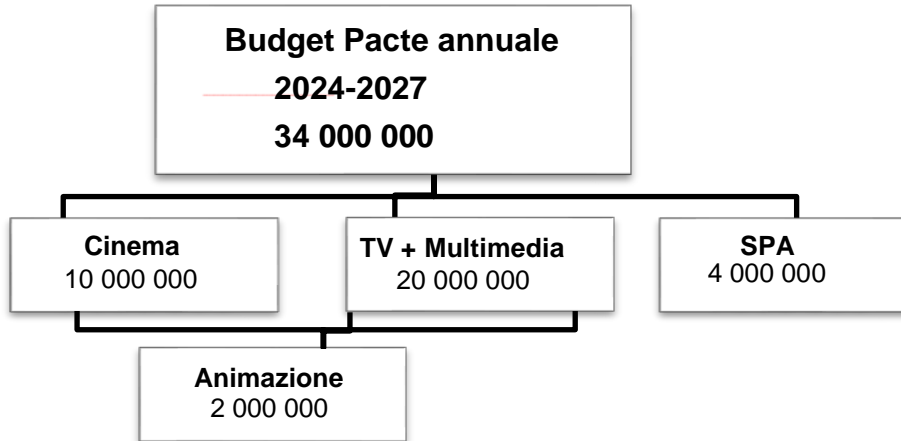 Budget Pacte annuale
2024-2027
34 000 000
Cinema
10 000 000
TV + Multimedia
20 000 000
SPA
4 000 000
Animazione
2 000 000